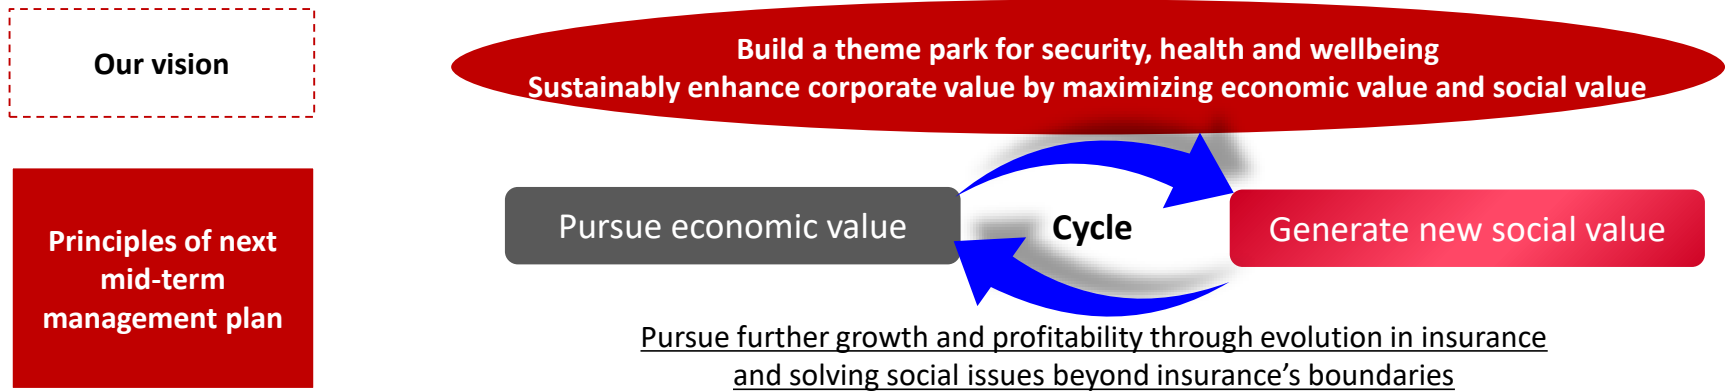 Our vision
Build a theme park for security, health and wellbeing
Sustainably enhance corporate value by maximizing economic value and social value
Principles of next
mid-term
management plan
Pursue economic value
Cycle
Generate new social value
Pursue further growth and profitability through evolution in insurance
and solving social issues beyond insurance’s boundaries